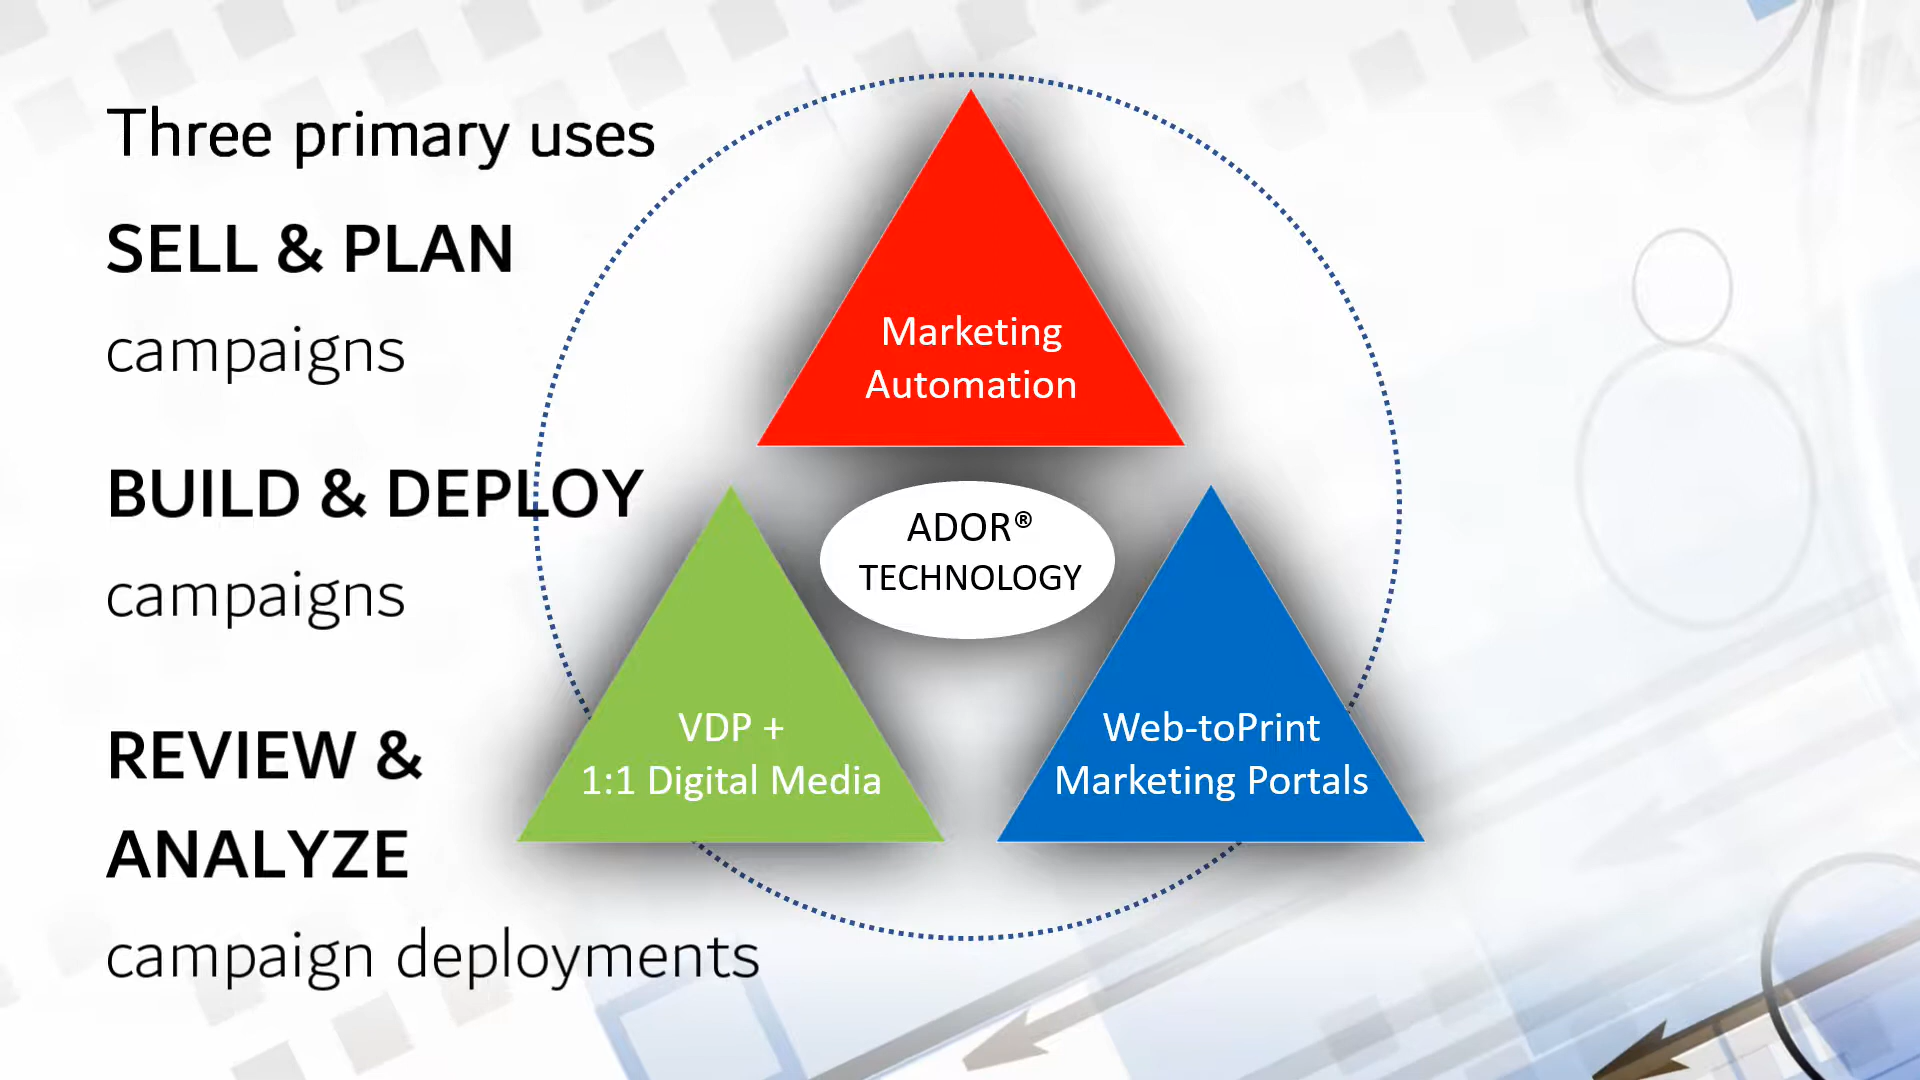 Three primary uses
SELL & PLAN
campaigns
BUILD & DEPLOY
campaigns
REVIEW &
ANALYZE
campaign deployments
Marketing
Automation
ADOR®
TECHNOLOGY
VDP +
1:1 Digital Media
Web-toPrint
Marketing Portals